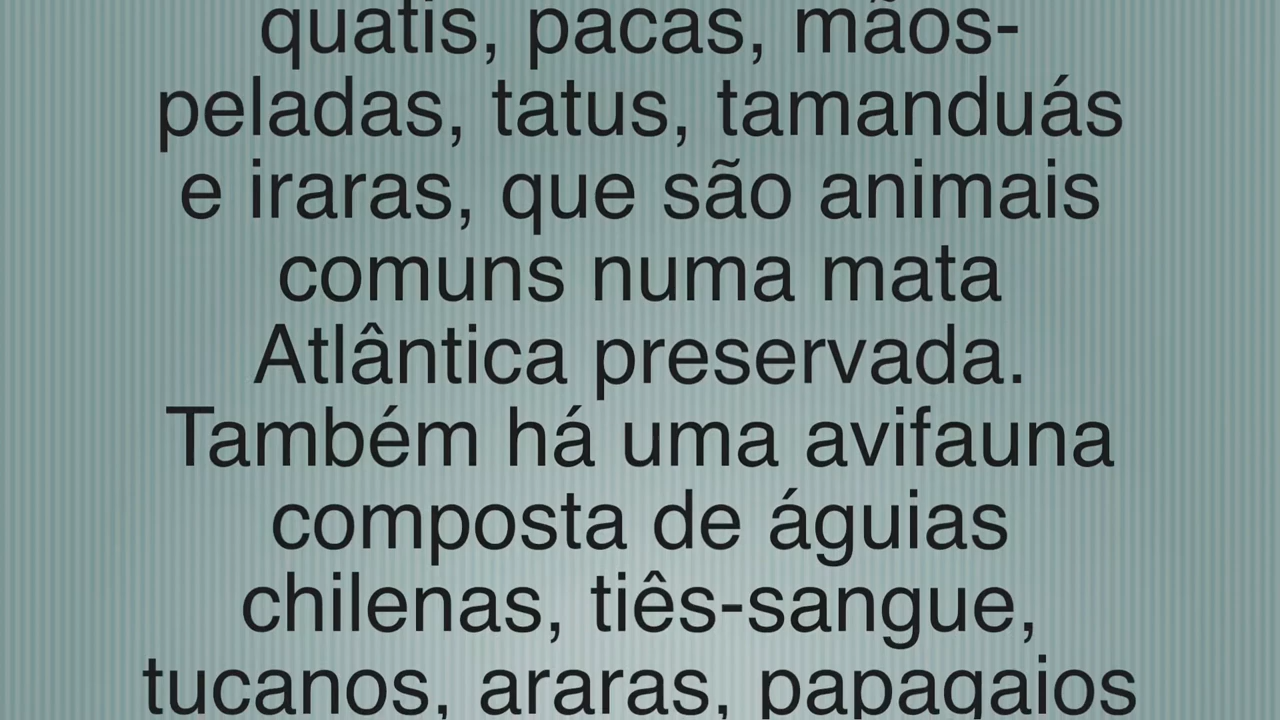 quatis, pacas, mãos-
peladas, tatus, tamanduás
e iraras, que são animais
comuns numa mata
Atlântica preservada.
Também há uma avifauna
composta de águias
chilenas, tiês-sangue,
tucanos, araras, papagaios